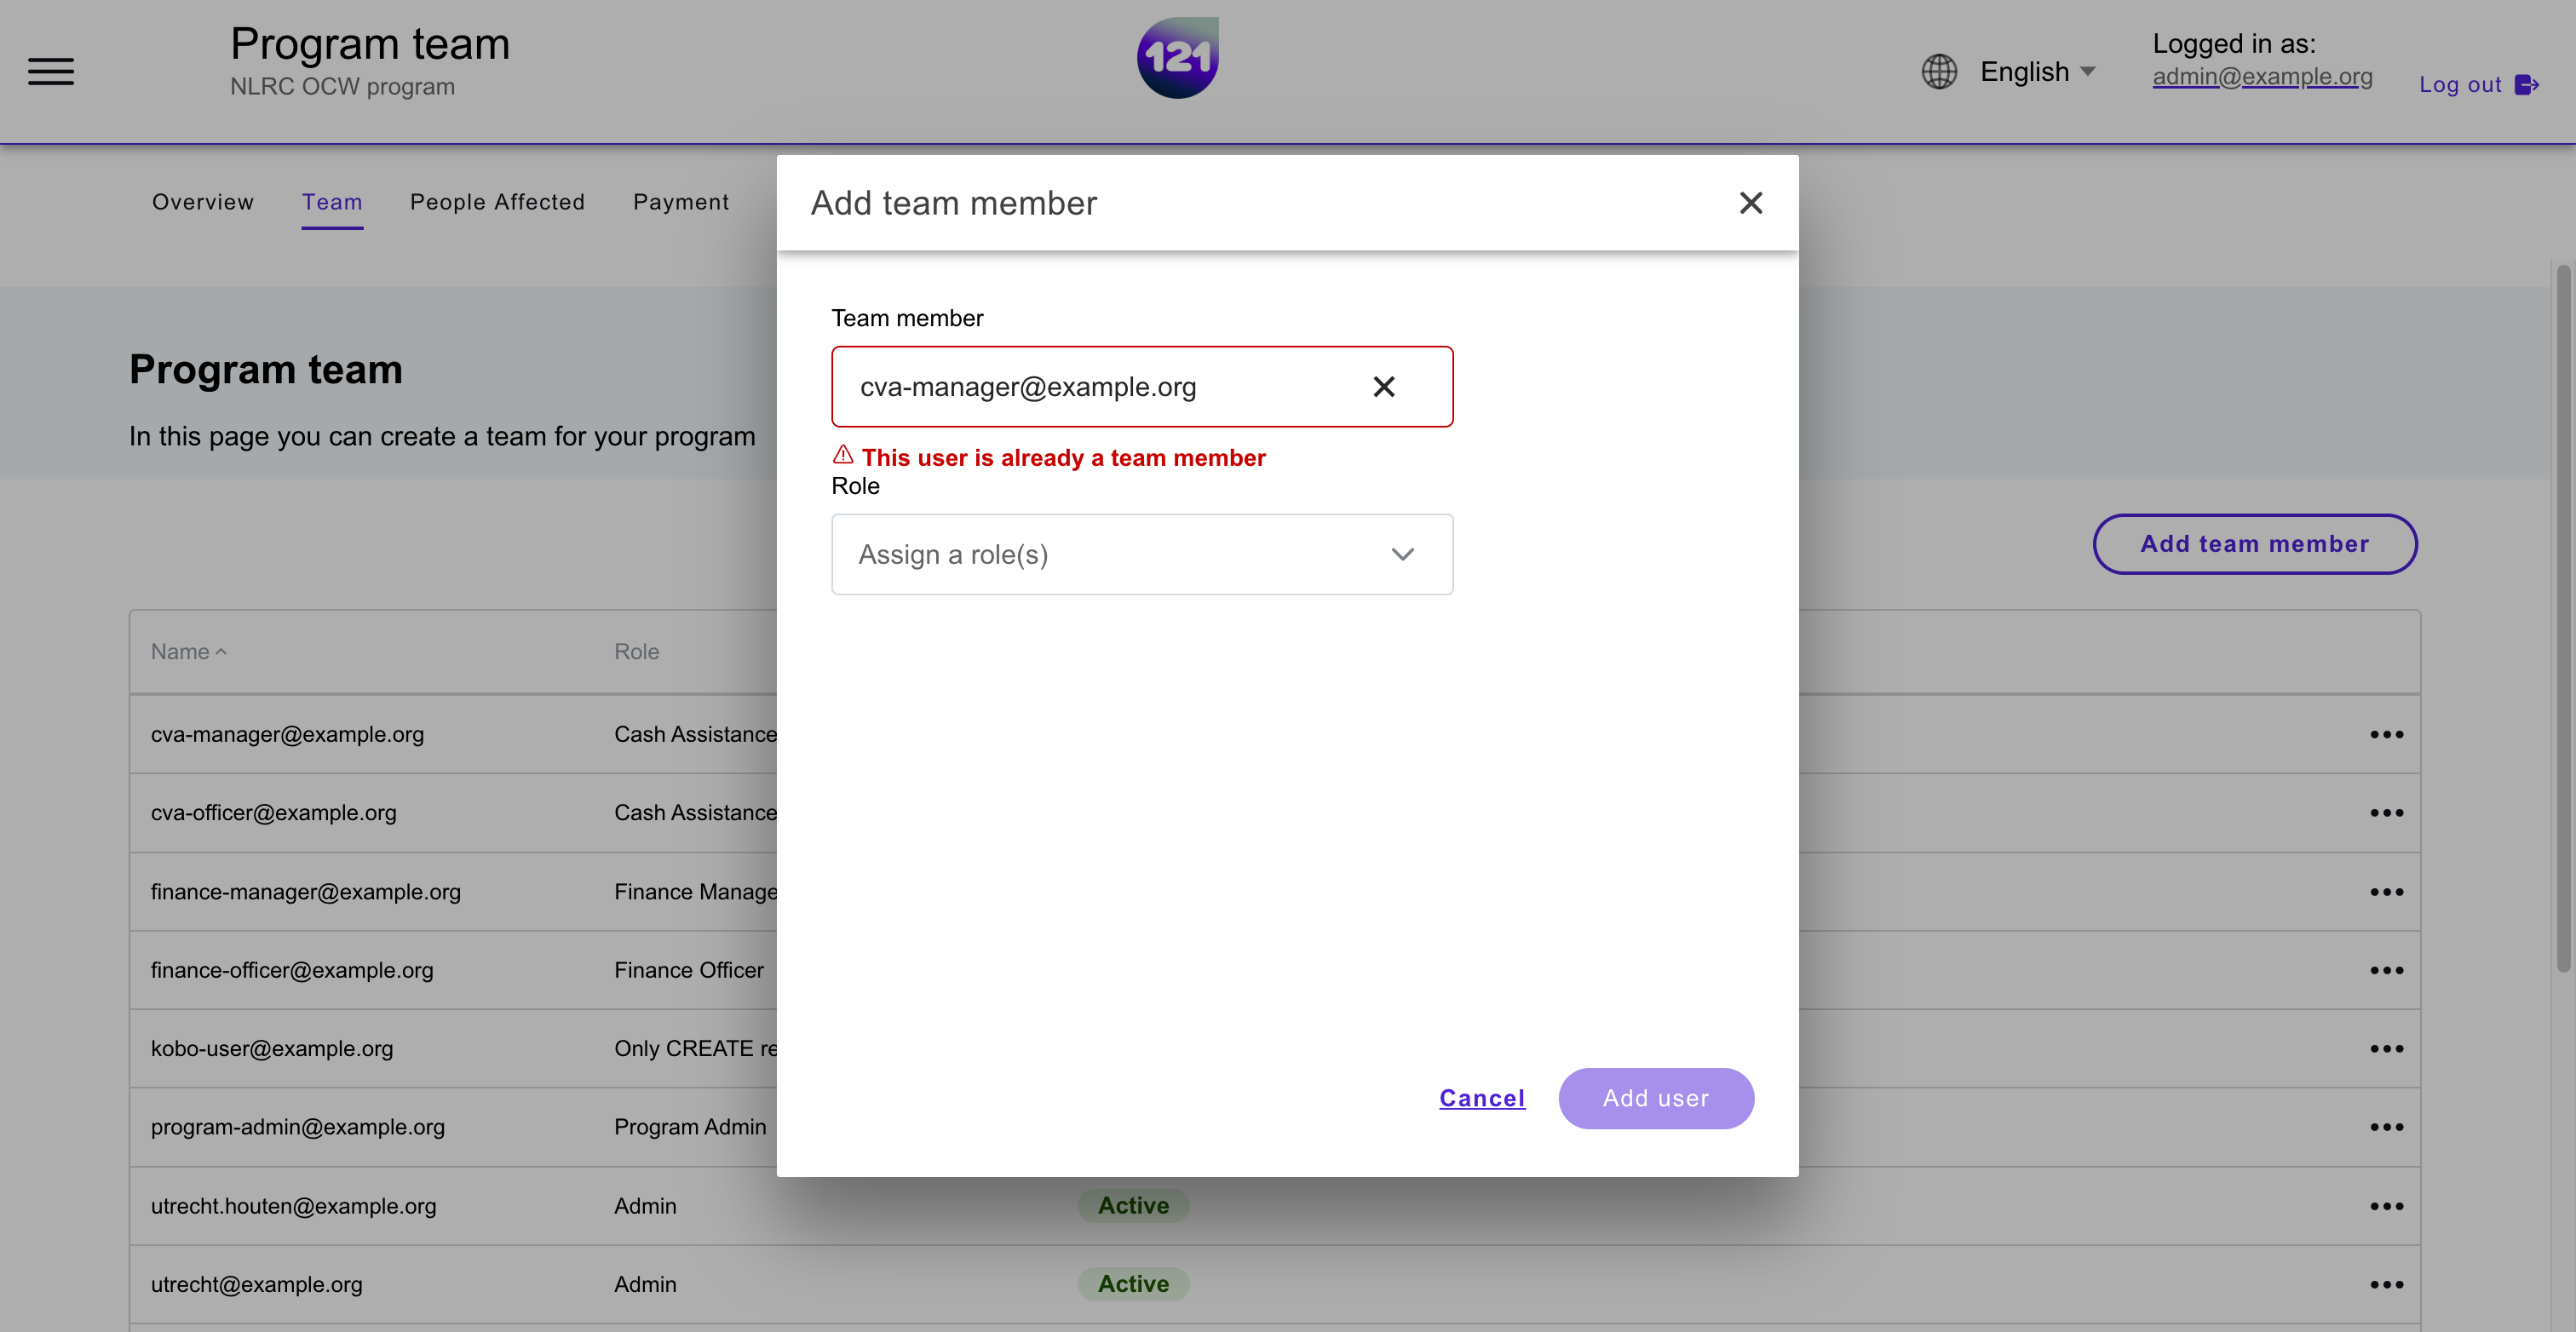 Program team
NLRC OCW program
121
English
Logged in as:
admin@example.org
Log out
Overview
Team
People Affected
Payment
Add team member
Team member
cva-manager@example.org
This user is already a team member
Role
Assign a role(s)
Cancel
Add user
Program team
In this page you can create a team for your program
Add team member
Name
Role
cva-manager@example.org
Cash Assistance
cva-officer@example.org
Cash Assistance
finance-manager@example.org
Finance Manage
finance-officer@example.org
Finance Officer
kobo-user@example.org
Only CREATE re
program-admin@example.org
Program Admin
utrecht.houten@example.org
Admin
Active
utrecht@example.org
Admin
Active